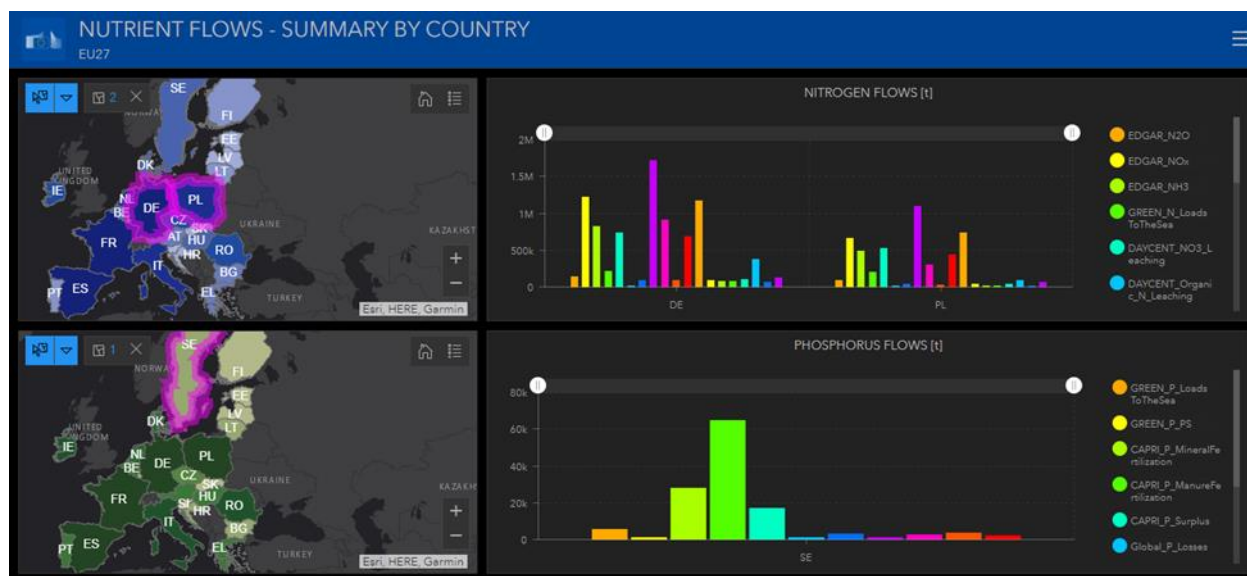 NUTRIENT FLOWS - SUMMARY BY COUNTRY
EU27
2
SE
NORWAY
FI
EE
LV
LT
DK
UNITED
KINGDOM
IE
NL
BE
DE
PL
CZ
SK
UKRAINE
KAZAKHST
AT
HU
FR
HR
RO
IT
BG
PT
ES
EL
TURKEY
+
−
Esri, HERE, Garmin
NITROGEN FLOWS [t]
2M
1.5M
1M
500k
0
DE
PL
EDGAR_N2O
EDGAR_NOx
EDGAR_NH3
GREEN_N_Loads
ToTheSea
DAYCENT_NO3_L
eaching
DAYCENT_Organi
c_N_Leaching
1
SE
NORWA
FI
EE
LV
LT
DK
UNITED
KINGDOM
IE
NL
BE
DE
PL
CZ
SK
UKRAINE
KAZAKH
FR
HU
SI
HR
RO
IT
BG
PT
ES
EL
TURKEY
+
−
Esri, HERE, Garmin
PHOSPHORUS FLOWS [t]
80k
60k
40k
20k
0
SE
GREEN_P_Loads
ToTheSea
GREEN_P_PS
CAPRI_P_MineralFe
rtilization
CAPRI_P_ManureFe
rtilization
CAPRI_P_Surplus
Global_P_Losses